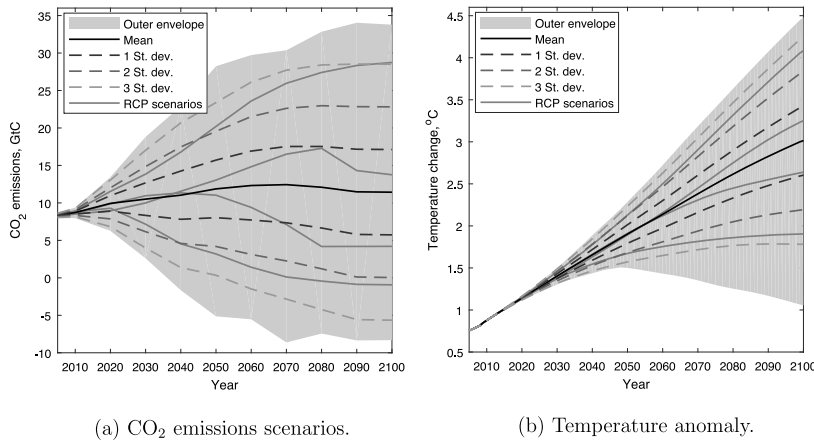 35
30
25
20
15
10
5
0
-5
-10
CO2 emissions, GtC
Outer envelope
Mean
1 St. dev.
2 St. dev.
3 St. dev.
RCP scenarios
2010 2020 2030 2040 2050 2060 2070 2080 2090 2100
Year
(a) CO₂ emissions scenarios.
4.5
4
3.5
3
2.5
2
1.5
1
0.5
Temperature change, °C
Outer envelope
Mean
1 St. dev.
2 St. dev.
3 St. dev.
RCP scenarios
2010 2020 2030 2040 2050 2060 2070 2080 2090 2100
Year
(b) Temperature anomaly.